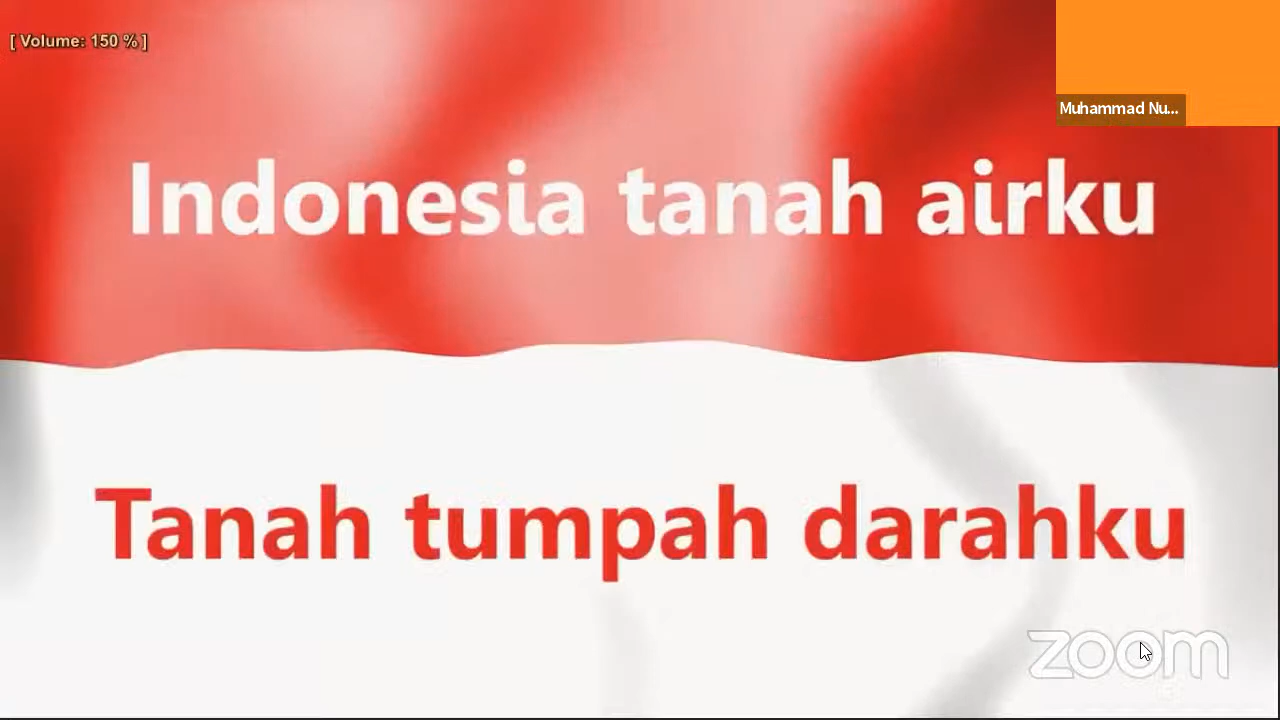 [ Volume: 150 % ]
Muhammad Nu...
Indonesia tanah airku
Tanah tumpah darahku
zoom